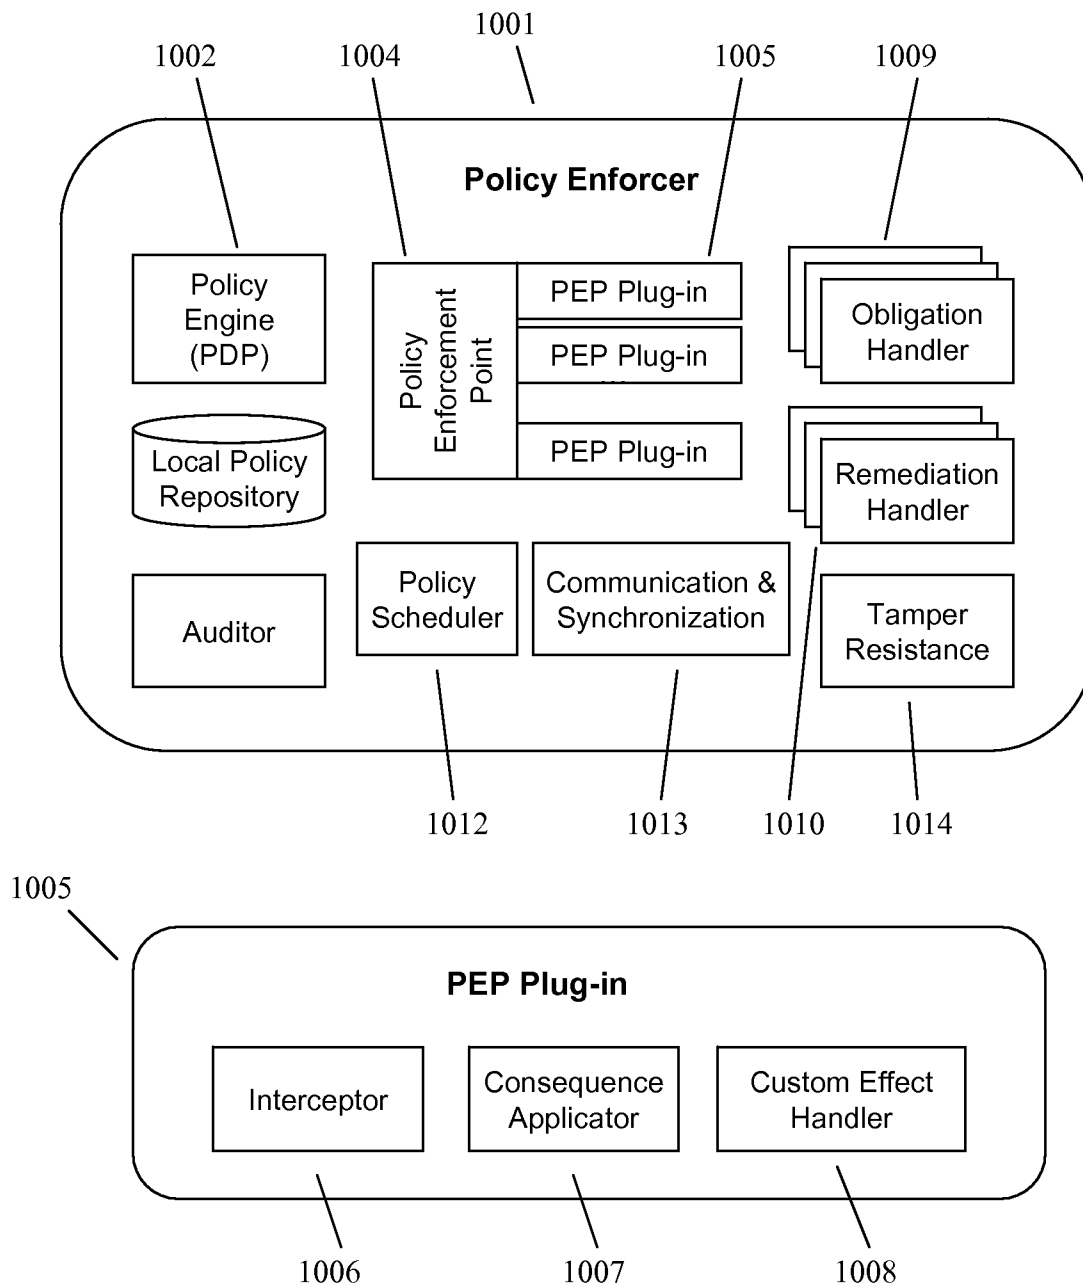 1001
1002
1004
1005
1009
Policy Enforcer
Policy
Engine
(PDP)
Policy
Enforcement
Point
PEP Plug-in
PEP Plug-in
...
PEP Plug-in
Obligation
Handler
Local Policy
Repository
Remediation
Handler
Auditor
Policy
Scheduler
Communication &
Synchronization
Tamper
Resistance
1012
1013
1010
1014
1005
PEP Plug-in
Interceptor
Consequence
Applicator
Custom Effect
Handler
1006
1007
1008